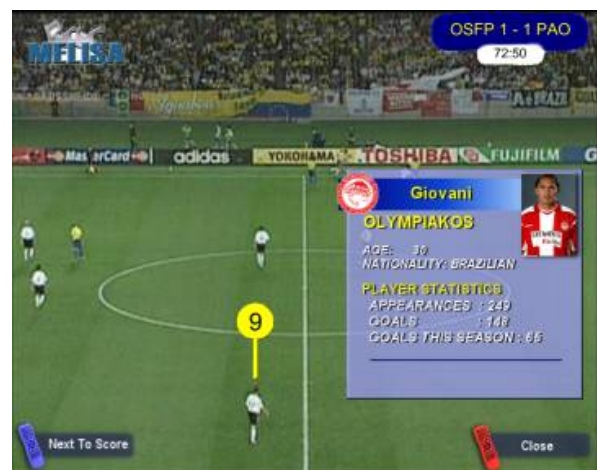 MELISA
OSFP 1 - 1 PAO
72:50
MasterCard
adidas
YOKOHAMA
TOSHIBA
FUJIFILM
Giovani
OLYMPIAKOS
AGE: 30
NATIONALITY: BRAZILIAN
PLAYER STATISTICS
APPEARANCES : 249
GOALS : 148
GOALS THIS SEASON : 65
9
Next To Score
Close